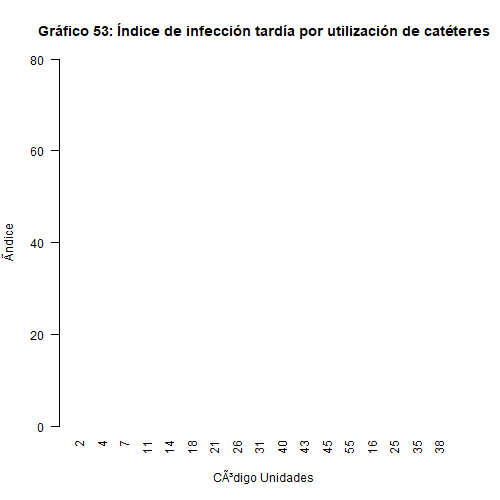 Gráfico 53: Índice de infección tardía por utilización de catéteres
80
60
40
20
0
Ãndice
2 4 7 11 14 18 21 26 31 40 43 45 55 16 25 35 38
CÃ³digo Unidades